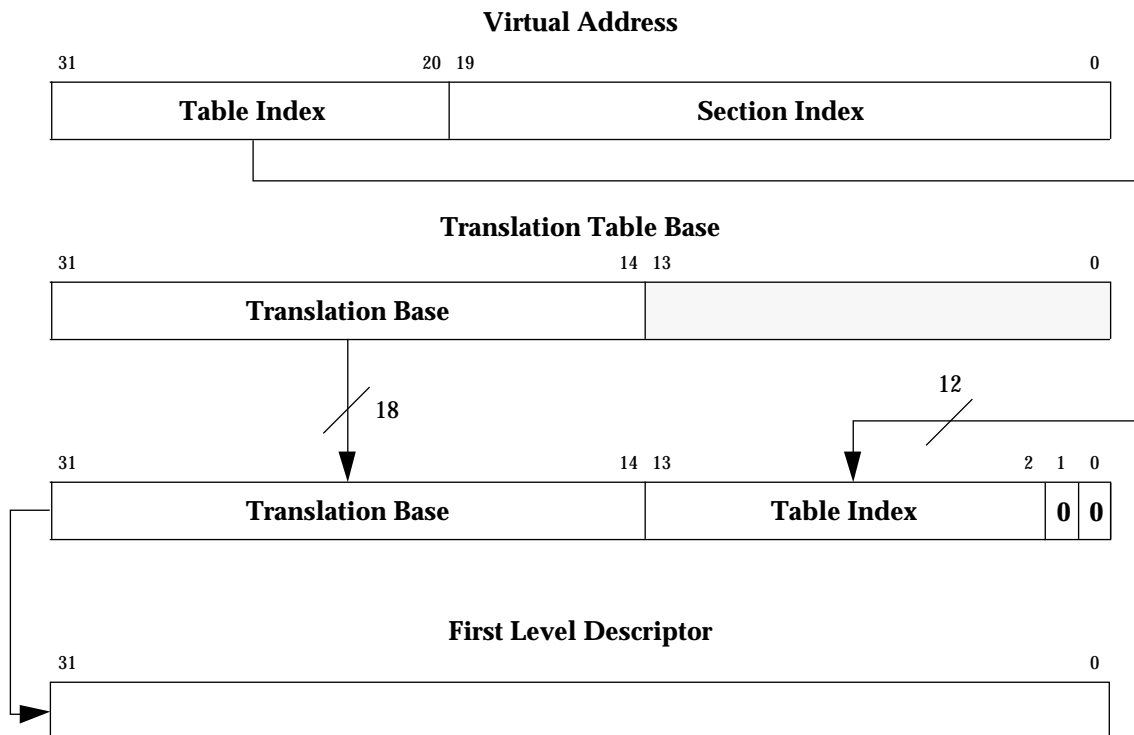 Virtual Address
31 20 19 0
Table Index Section Index
Translation Table Base
31 14 13 0
Translation Base
12
18
31 14 13 2 1 0
Translation Base Table Index 0 0
First Level Descriptor
31 0